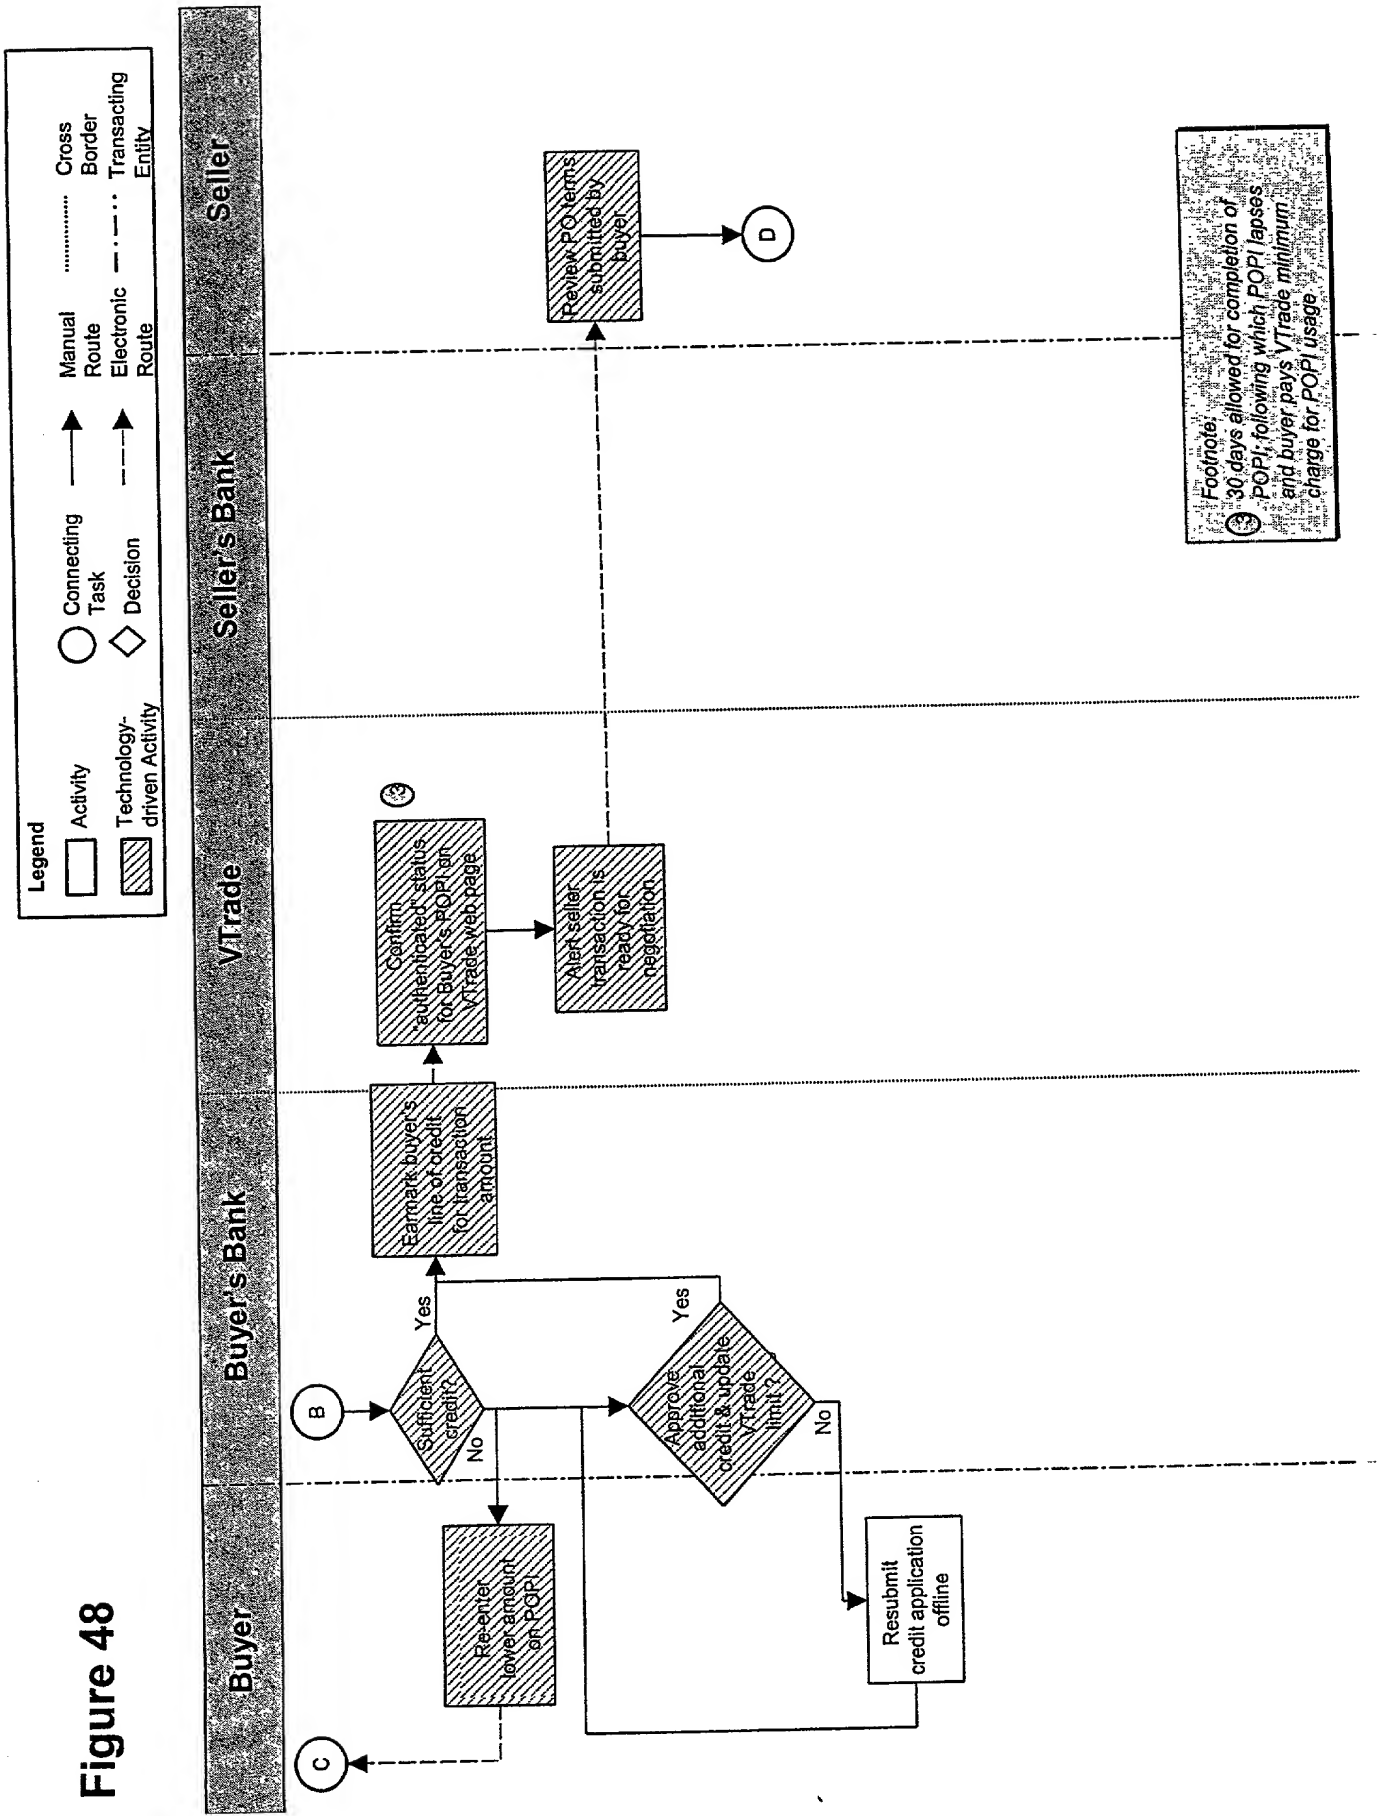 Figure 48
Legend
Activity
Technology-
driven Activity
Connecting
Task
Decision
Manual
Route
Electronic
Route
Cross
Border
Transacting
Entity
Buyer
Buyer's Bank
VTrade
Seller's Bank
Seller
C
B
Sufficient
credit?
Yes
No
Re-enter
lower amount
on POPI
Earmark buyer's
line of credit
for transaction
amount
Confirm
"authenticated" status
for Buyer's POPI on
VTrade web page
3
Alert seller
transaction is
ready for
negotiation
Review PO terms
submitted by
buyer
D
Approve
additional
credit & update
VTrade
limit ?
Yes
No
Resubmit
credit application
offline
Footnote:
3 30 days allowed for completion of
POPI; following which POPI lapses
and buyer pays VTrade minimum
charge for POPI usage